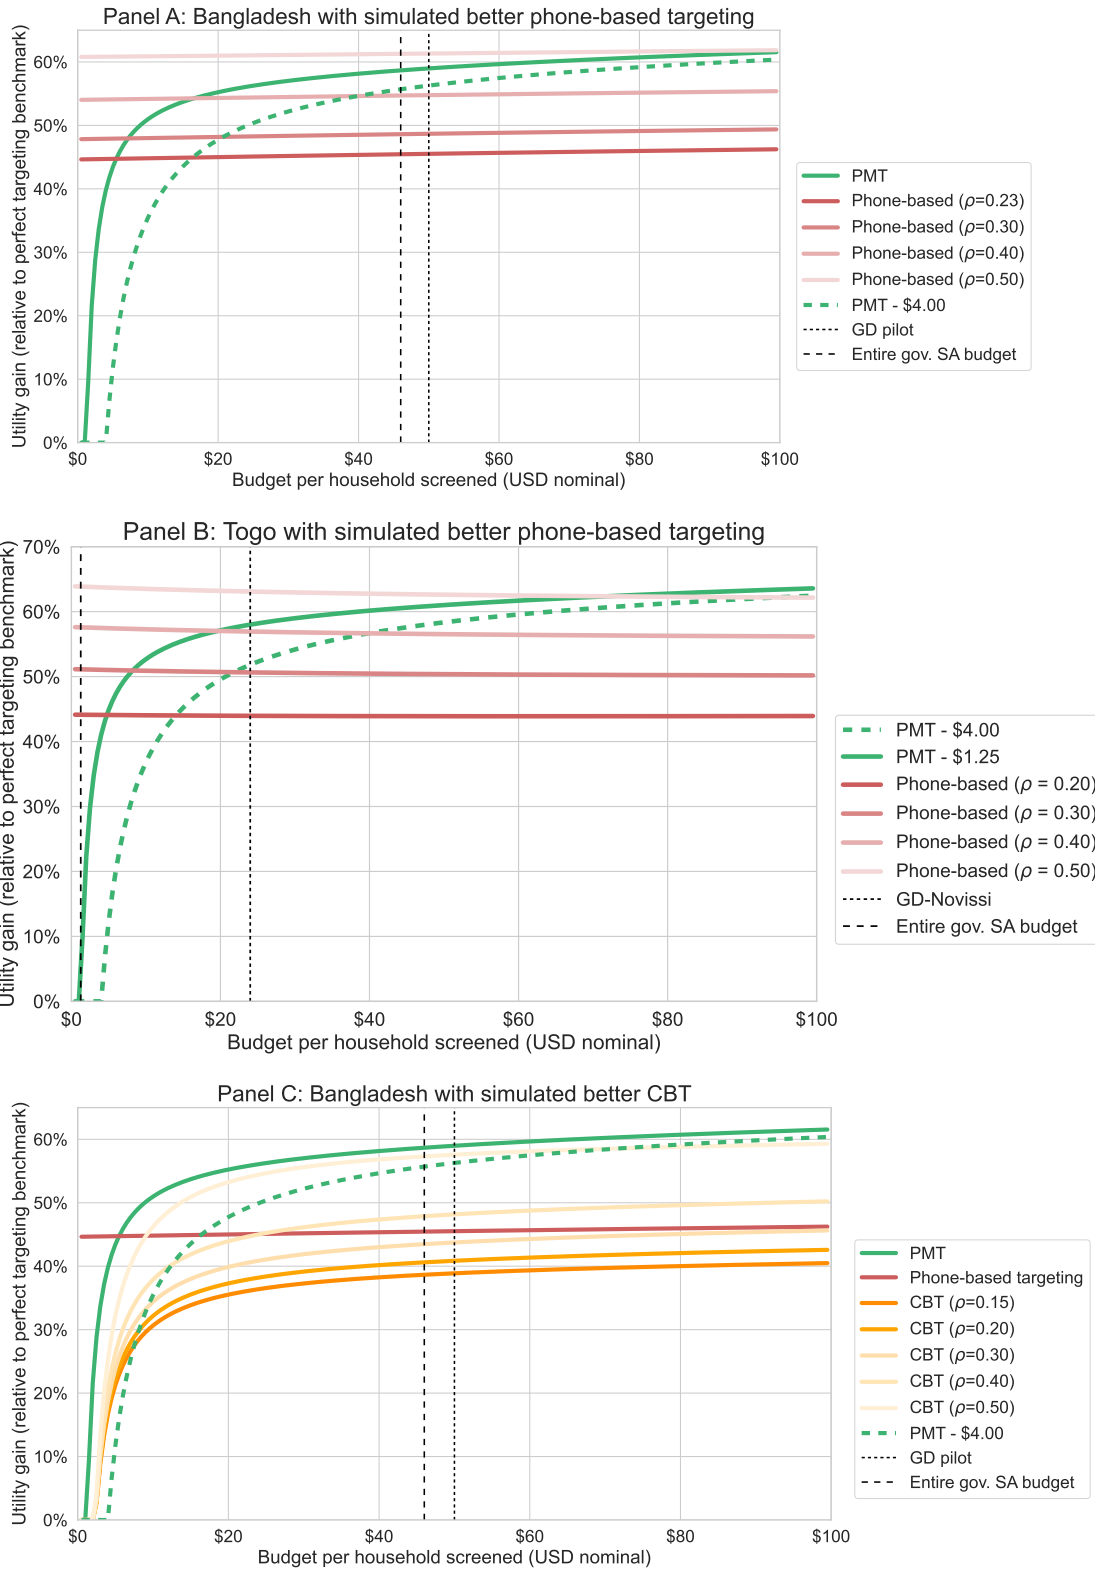 Panel A: Bangladesh with simulated better phone-based targeting
Utility gain (relative to perfect targeting benchmark)
60%
50%
40%
30%
20%
10%
0%
$0
$20
$40
$60
$80
$100
Budget per household screened (USD nominal)
PMT
Phone-based (ρ=0.23)
Phone-based (ρ=0.30)
Phone-based (ρ=0.40)
Phone-based (ρ=0.50)
PMT - $4.00
GD pilot
Entire gov. SA budget
Panel B: Togo with simulated better phone-based targeting
Utility gain (relative to perfect targeting benchmark)
70%
60%
50%
40%
30%
20%
10%
0%
$0
$20
$40
$60
$80
$100
Budget per household screened (USD nominal)
PMT - $4.00
PMT - $1.25
Phone-based (ρ = 0.20)
Phone-based (ρ = 0.30)
Phone-based (ρ = 0.40)
Phone-based (ρ = 0.50)
GD-Novissi
Entire gov. SA budget
Panel C: Bangladesh with simulated better CBT
Utility gain (relative to perfect targeting benchmark)
60%
50%
40%
30%
20%
10%
0%
$0
$20
$40
$60
$80
$100
Budget per household screened (USD nominal)
PMT
Phone-based targeting
CBT (ρ=0.15)
CBT (ρ=0.20)
CBT (ρ=0.30)
CBT (ρ=0.40)
CBT (ρ=0.50)
PMT - $4.00
GD pilot
Entire gov. SA budget